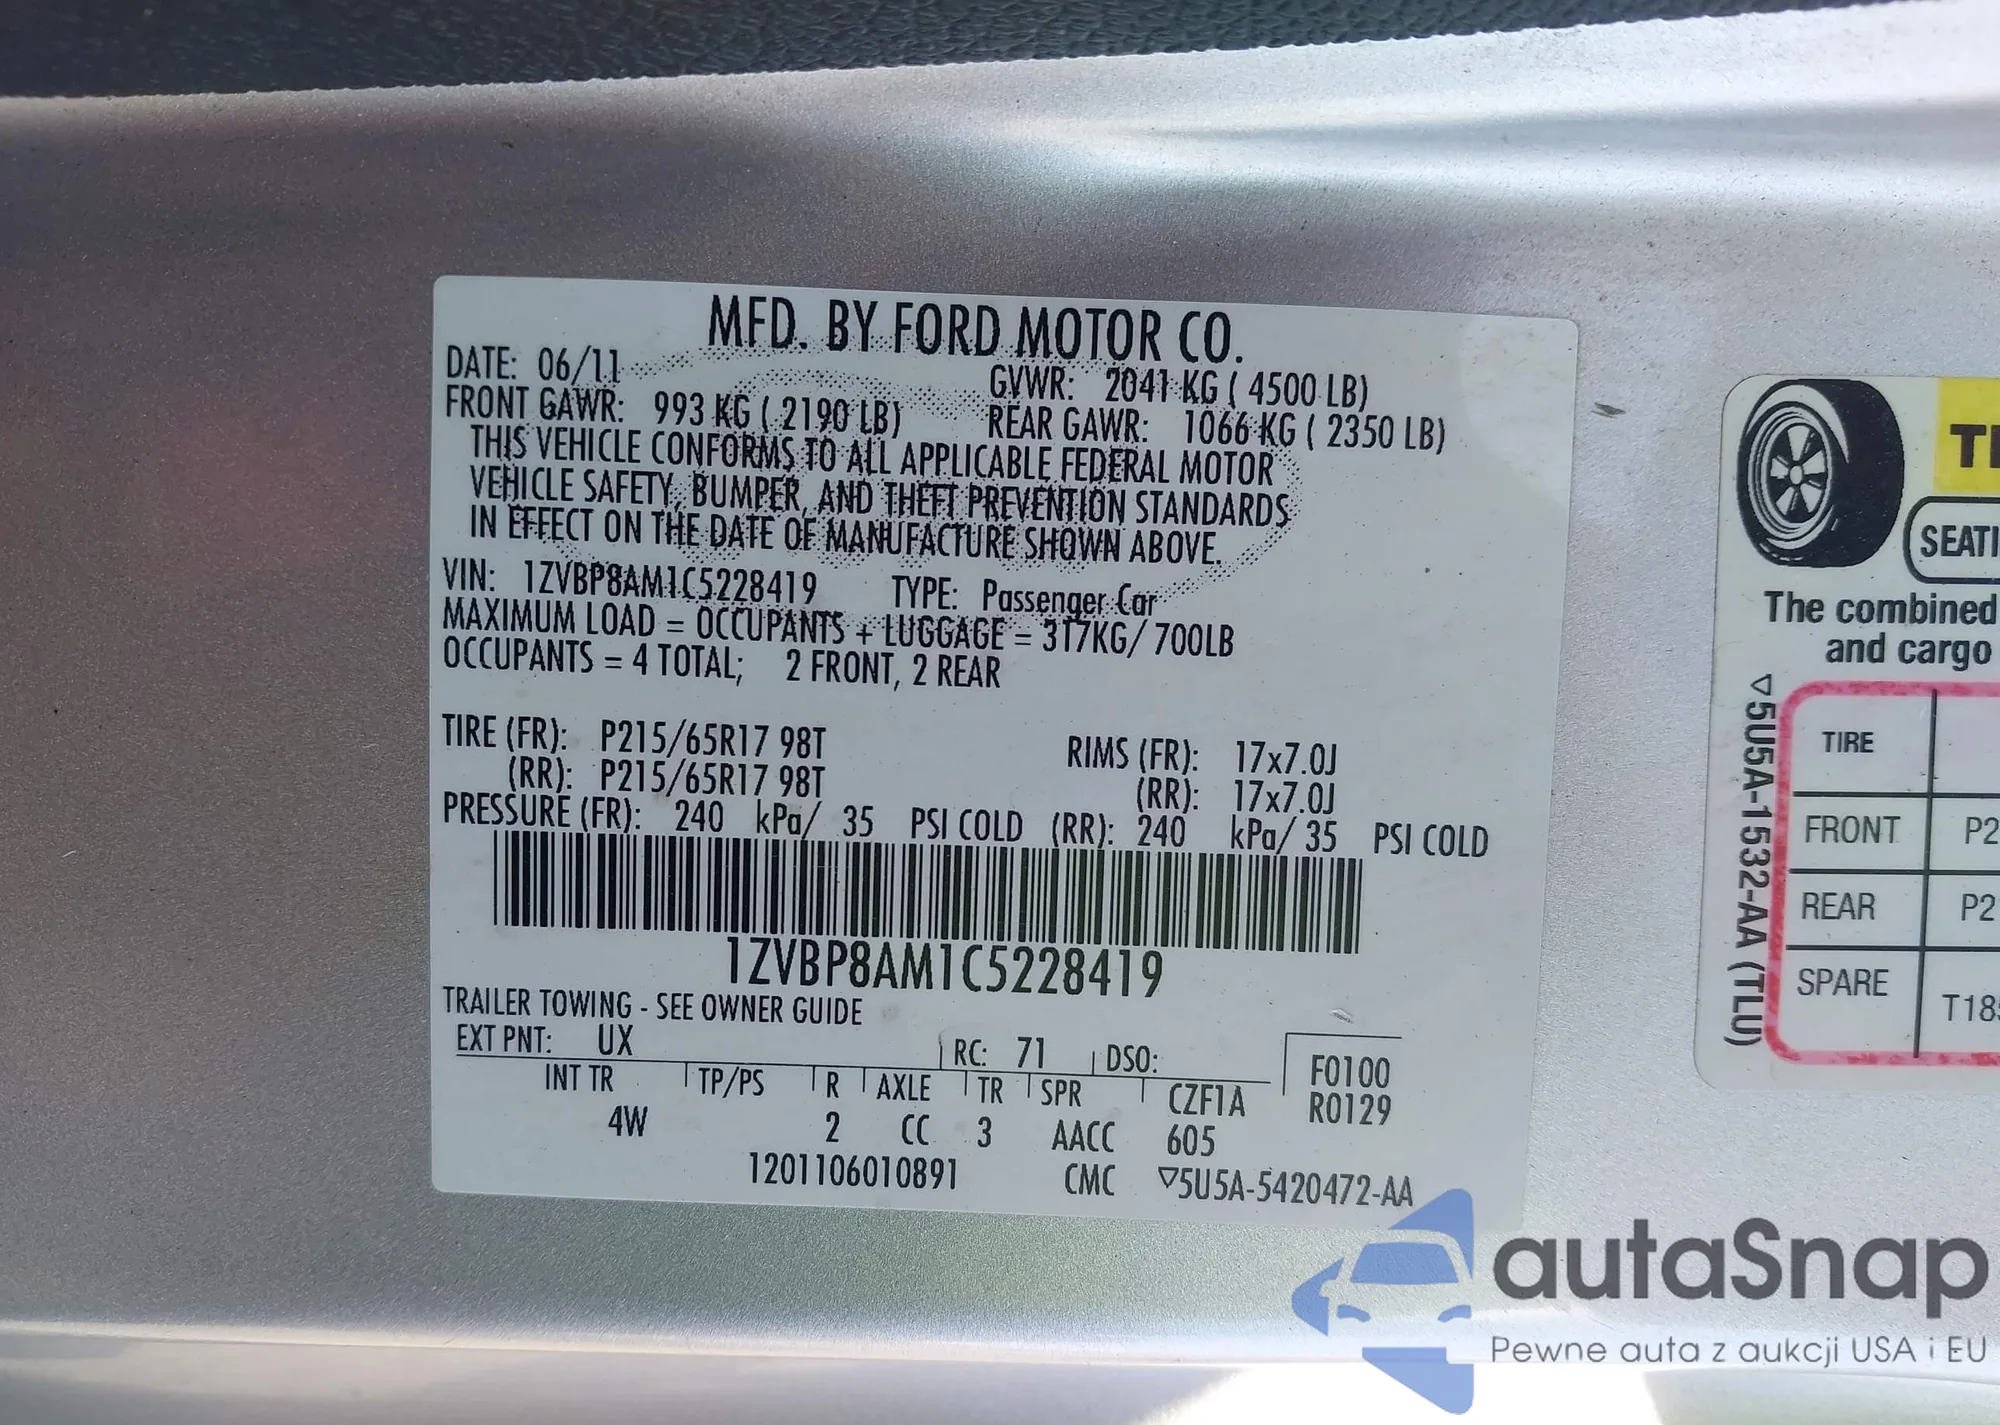 MFD. BY FORD MOTOR CO.
DATE: 06/11 GVWR: 2041 KG ( 4500 LB)
FRONT GAWR: 993 KG ( 2190 LB) REAR GAWR: 1066 KG ( 2350 LB)
THIS VEHICLE CONFORMS TO ALL APPLICABLE FEDERAL MOTOR
VEHICLE SAFETY, BUMPER, AND THEFT PREVENTION STANDARDS
IN EFFECT ON THE DATE OF MANUFACTURE SHOWN ABOVE.
VIN: 1ZVBP8AM1C5228419 TYPE: Passenger Car
MAXIMUM LOAD = OCCUPANTS + LUGGAGE = 317KG/ 700LB
OCCUPANTS = 4 TOTAL; 2 FRONT, 2 REAR
TIRE (FR): P215/65R17 98T RIMS (FR): 17x7.0J
(RR): P215/65R17 98T (RR): 17x7.0J
PRESSURE (FR): 240 kPa/ 35 PSI COLD (RR): 240 kPa/ 35 PSI COLD
1ZVBP8AM1C5228419
TRAILER TOWING - SEE OWNER GUIDE
EXT PNT: UX RC: 71 DSO: F0100
INT TR TP/PS R AXLE TR SPR CZF1A R0129
4W 2 CC 3 AACC 605
1201106010891 CMC ▽5U5A-5420472-AA
SEATI
The combined
and cargo
▽5U5A-1532-AA (TLU)
TIRE
FRONT P2
REAR P2
SPARE T18
autaSnap
Pewne auta z aukcji USA i EU